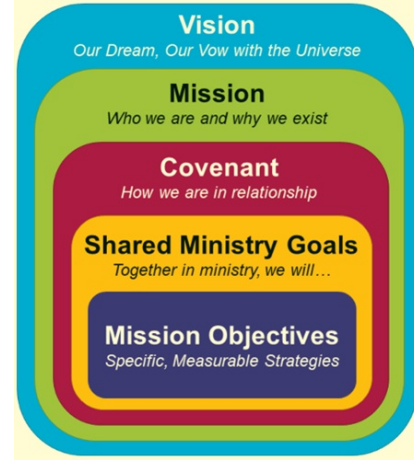 Vision
Our Dream, Our Vow with the Universe
Mission
Who we are and why we exist
Covenant
How we are in relationship
Shared Ministry Goals
Together in ministry, we will…
Mission Objectives
Specific, Measurable Strategies